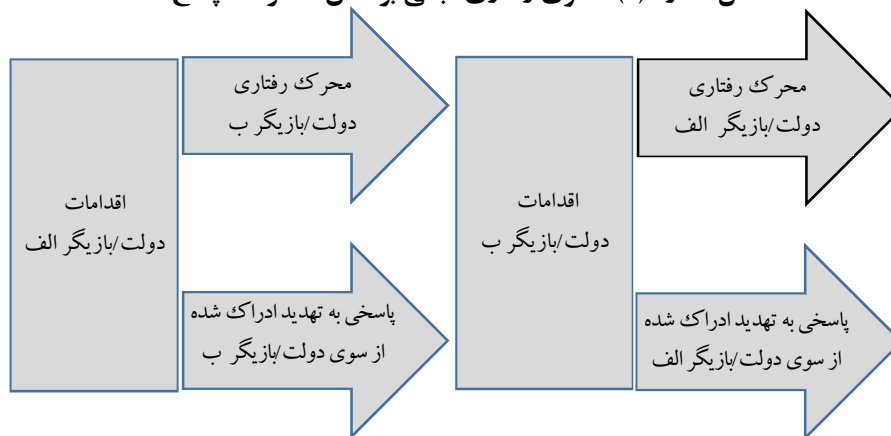 محرک رفتاری
دولت/بازیگر ب
محرک رفتاری
دولت/بازیگر الف
اقدامات
دولت/بازیگر الف
اقدامات
دولت/بازیگر ب
پاسخی به تهدید ادراک شده
از سوی دولت/بازیگر ب
پاسخی به تهدید ادراک شده
از سوی دولت/بازیگر الف